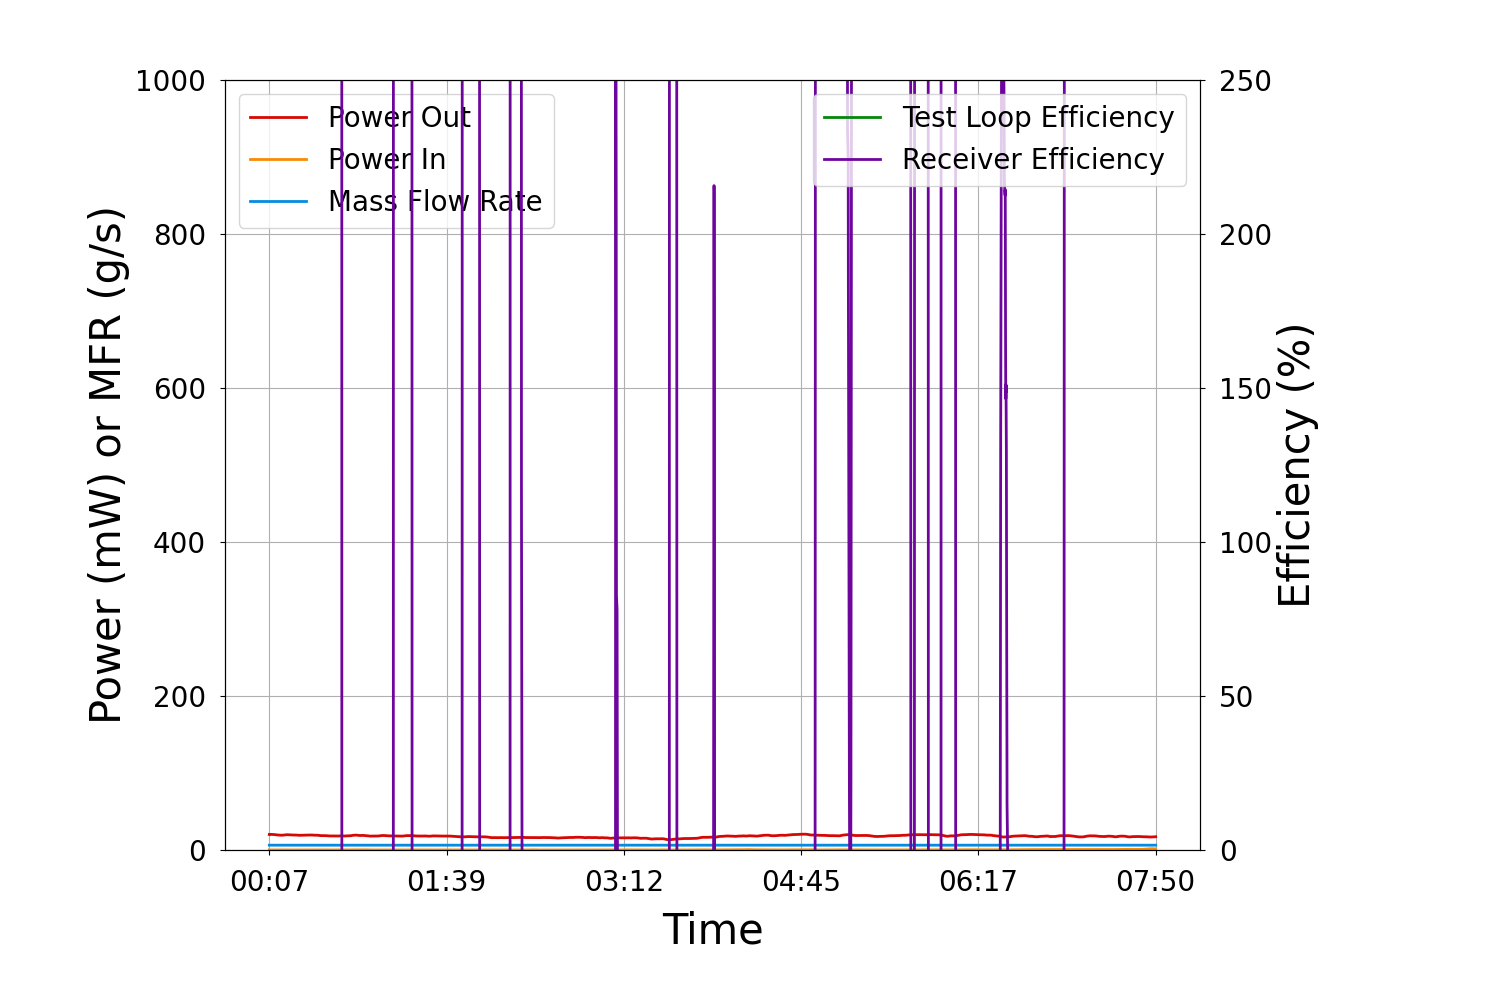 1000
800
600
400
200
0
Power (mW) or MFR (g/s)
Power Out
Power In
Mass Flow Rate
Test Loop Efficiency
Receiver Efficiency
250
200
150
100
50
0
Efficiency (%)
00:07 01:39 03:12 04:45 06:17 07:50
Time